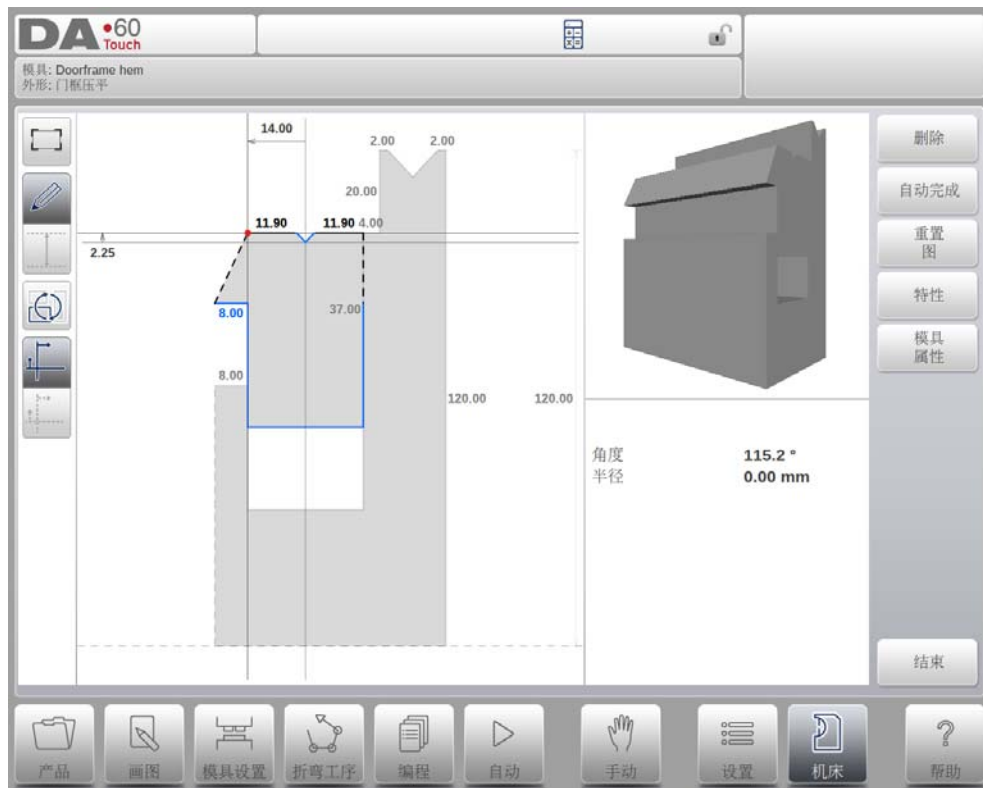 DA•60
Touch
模具: Doorframe hem
外形: 门框压平
14.00
2.00 2.00
20.00
11.90 11.90 4.00
2.25
8.00 37.00
8.00
120.00 120.00
角度 115.2 °
半径 0.00 mm
删除
自动完成
重置
图
特性
模具
属性
结束
产品 画图 模具设置 折弯工序 编程 自动 手动 设置 机床 帮助